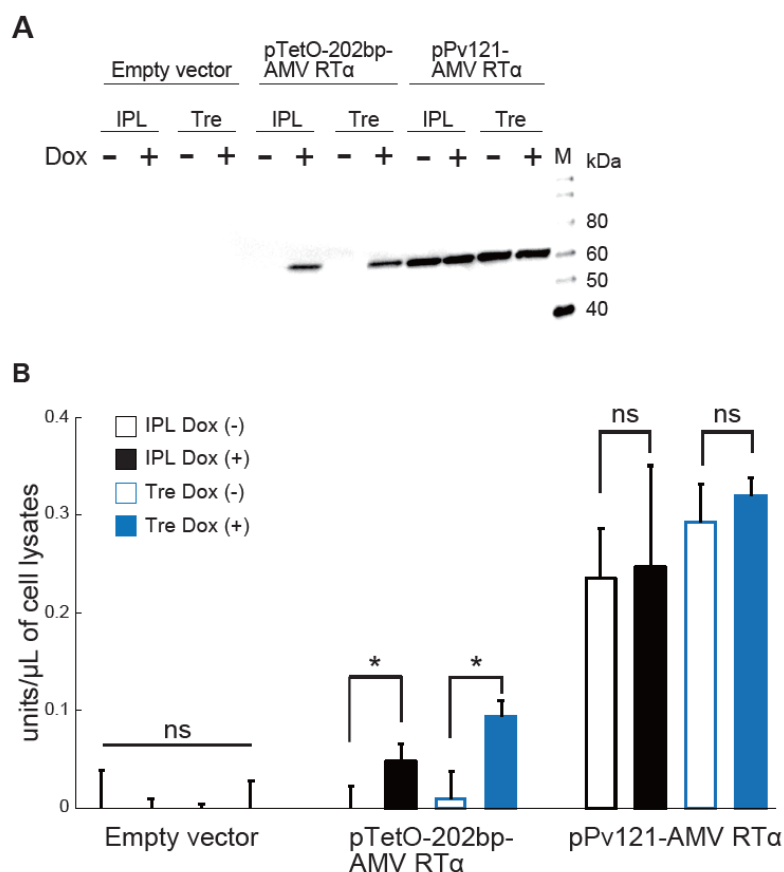 A
Empty vector
pTetO-202bp-
AMV RTα
pPv121-
AMV RTα
IPL Tre IPL Tre IPL Tre
Dox - + - + - + - + - + - + M kDa
80
60
50
40
B
units/µL of cell lysates
0.4
0.3
0.2
0.1
0
IPL Dox (-)
IPL Dox (+)
Tre Dox (-)
Tre Dox (+)
ns
*
*
ns
ns
Empty vector
pTetO-202bp-
AMV RTα
pPv121-AMV RTα